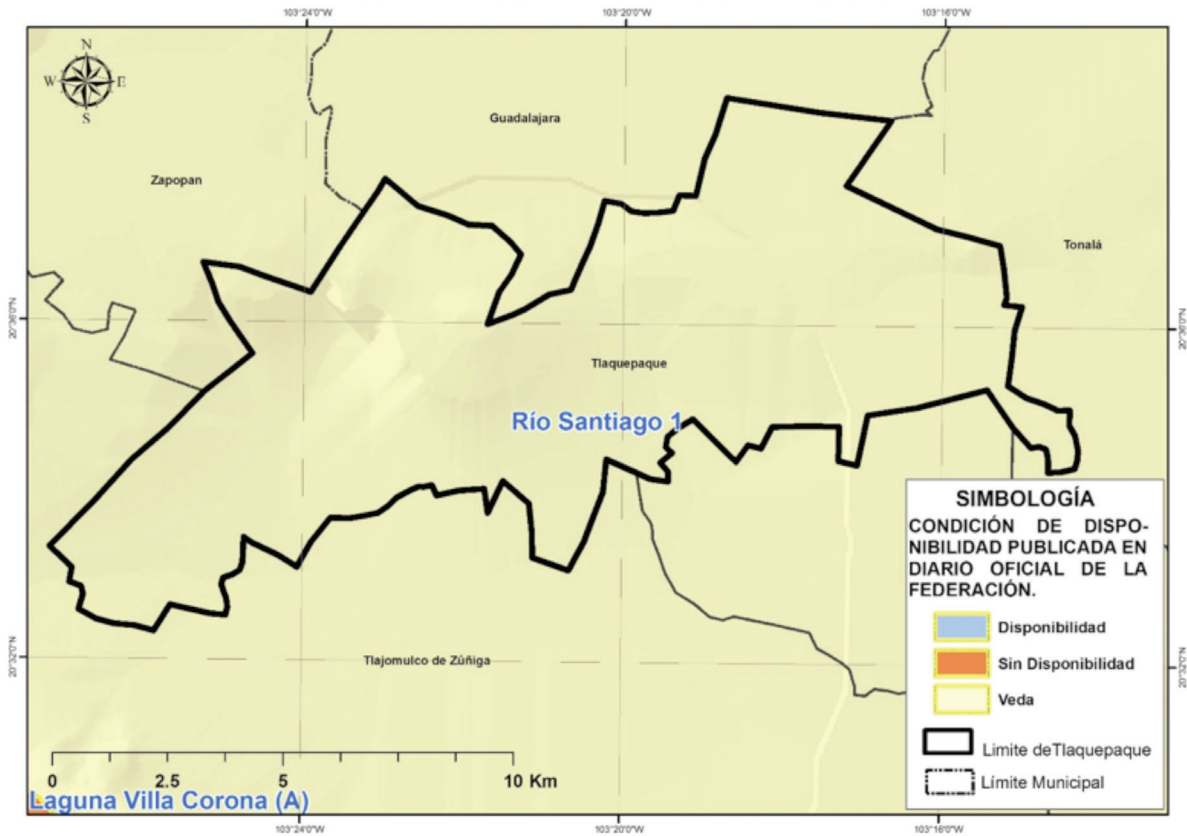 103°24'0"W
103°20'0"W
103°16'0"W
N
W
E
S
Guadalajara
Zapopan
Tonalá
20°36'0"N
20°36'0"N
Tlaquepaque
Río Santiago 1
SIMBOLOGÍA
CONDICIÓN DE DISPO-
NIBILIDAD PUBLICADA EN
DIARIO OFICIAL DE LA
FEDERACIÓN.
Disponibilidad
Sin Disponibilidad
Veda
Limite deTlaquepaque
Límite Municipal
Tlajomulco de Zúñiga
20°32'0"N
20°32'0"N
0
2.5
5
10 Km
Laguna Villa Corona (A)
103°24'0"W
103°20'0"W
103°16'0"W